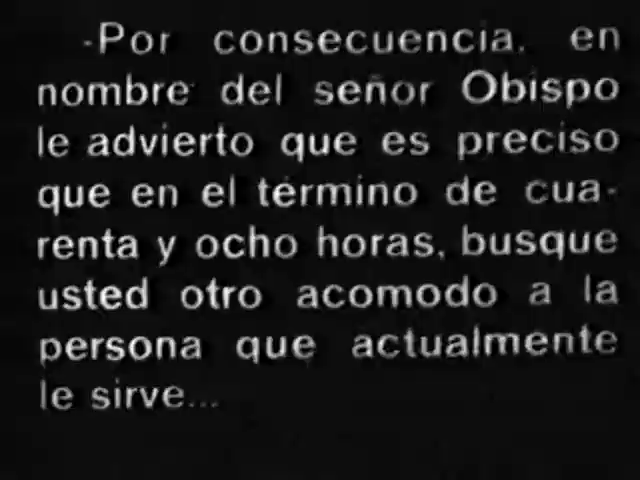 -Por consecuencia, en
nombre del señor Obispo
le advierto que es preciso
que en el término de cua-
renta y ocho horas, busque
usted otro acomodo a la
persona que actualmente
le sirve...